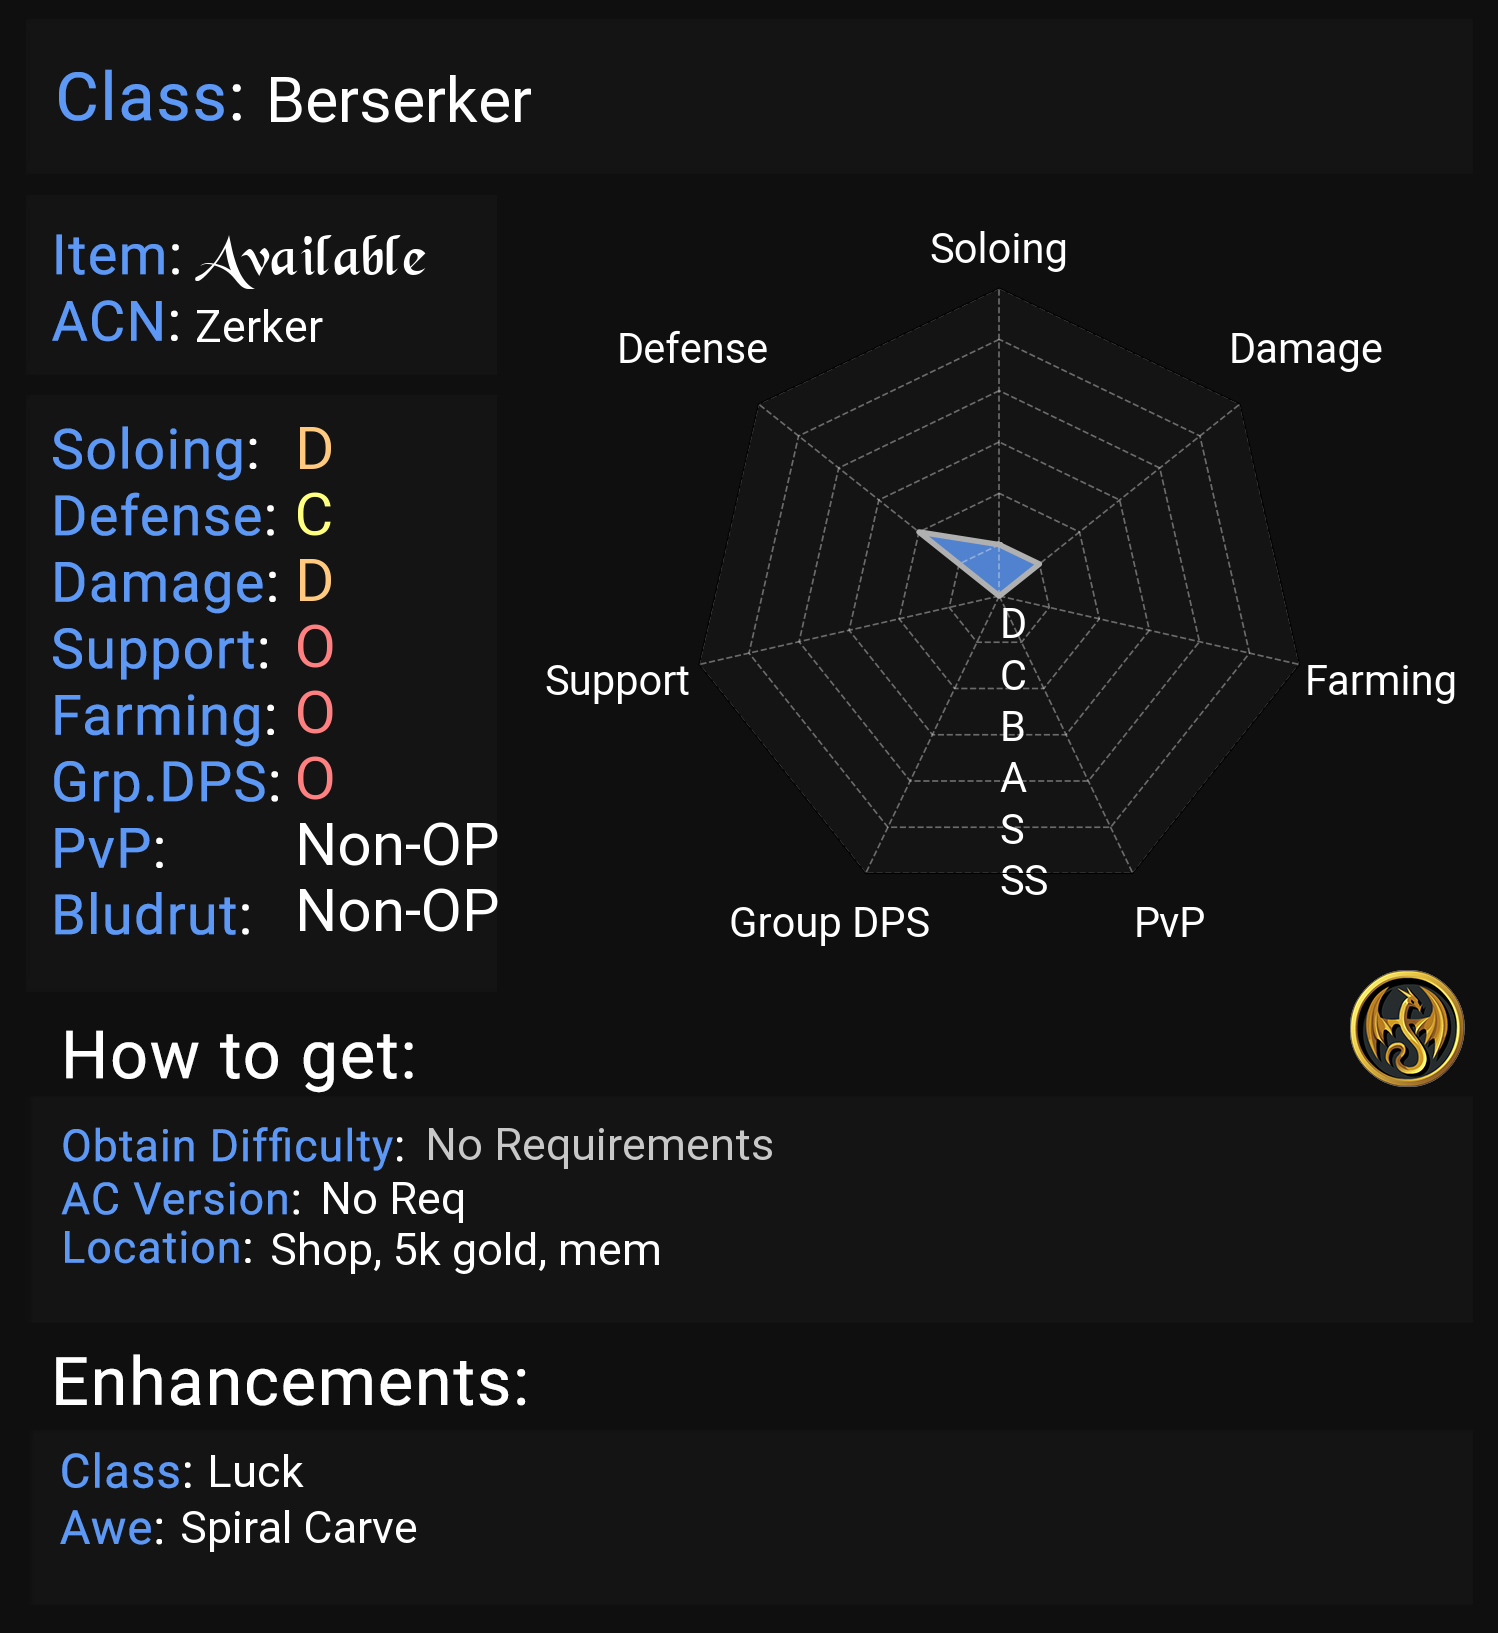 Class: Berserker
Item: Available
ACN: Zerker
Soloing: D
Defense: C
Damage: D
Support: O
Farming: O
Grp.DPS: O
PvP: Non-OP
Bludrut: Non-OP
Soloing
Defense
Damage
Support
Farming
Group DPS
PvP
D
C
B
A
S
SS
How to get:
Obtain Difficulty: No Requirements
AC Version: No Req
Location: Shop, 5k gold, mem
Enhancements:
Class: Luck
Awe: Spiral Carve